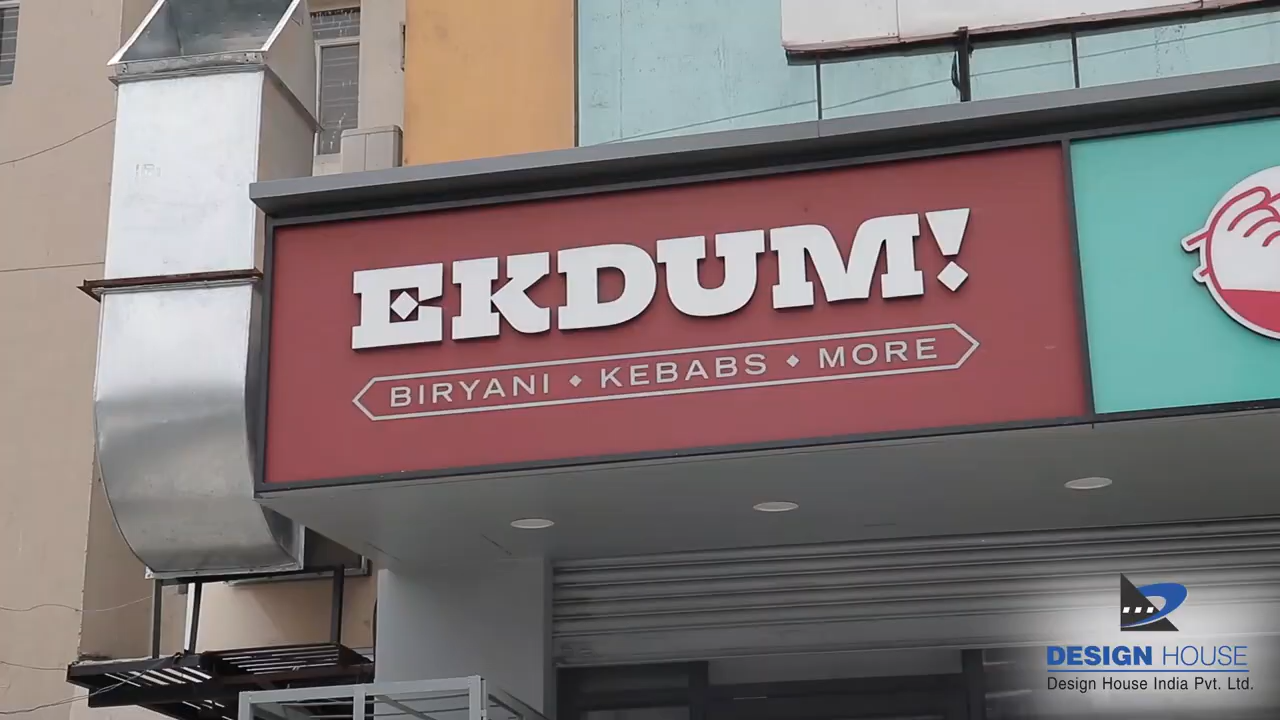 EKDUM!
BIRYANI ◆ KEBABS ◆ MORE
DESIGN HOUSE
Design House India Pvt. Ltd.